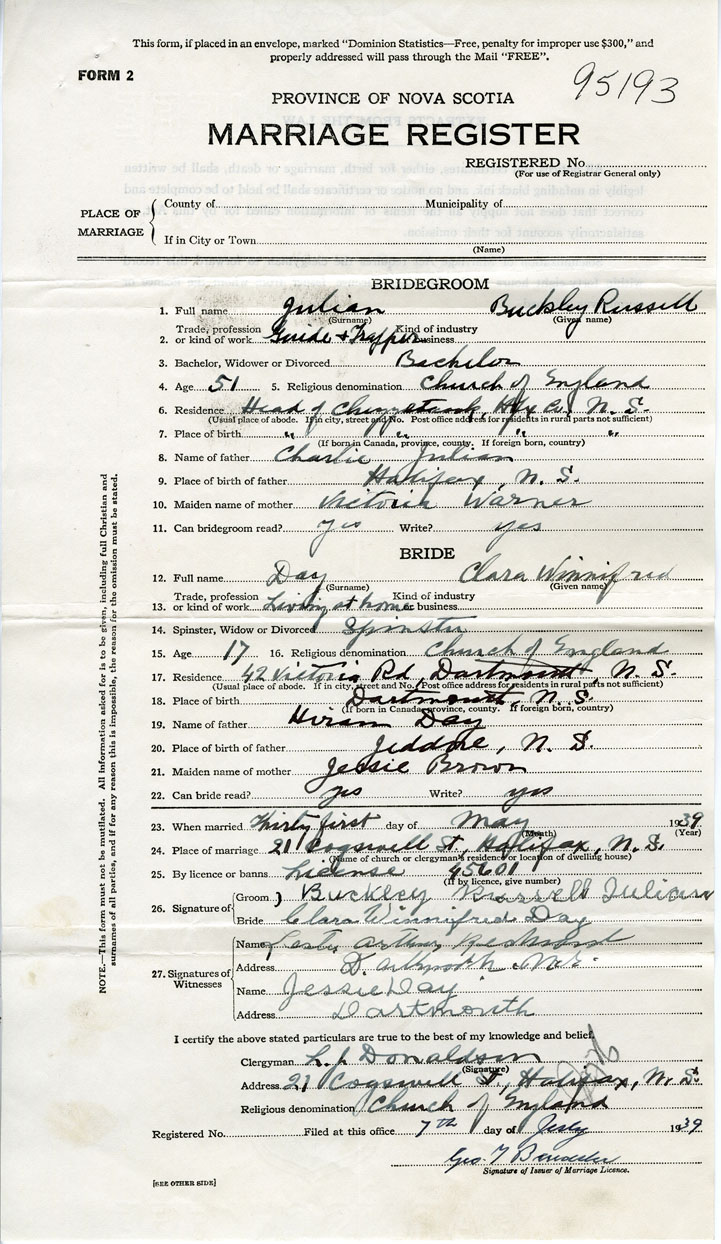 This form, if placed in an envelope, marked "Dominion Statistics—Free, penalty for improper use $300," and
properly addressed will pass through the Mail "FREE".
FORM 2
95193
PROVINCE OF NOVA SCOTIA
MARRIAGE REGISTER
REGISTERED No.
(For use of Registrar General only)
PLACE OF MARRIAGE
County of Municipality of
If in City or Town
(Name)
BRIDEGROOM
1. Full name Julian Buckley Russell
(Surname) (Given name)
Trade, profession Kind of industry
2. or kind of work Guide & Trapper or business
3. Bachelor, Widower or Divorced Bachelor
4. Age 51 5. Religious denomination Church of England
6. Residence Head of Chezzetcook, Hfx Co. N. S.
(Usual place of abode. If in city, street and No. Post office address for residents in rural parts not sufficient)
7. Place of birth " " " "
(If born in Canada, province, county. If foreign born, country)
8. Name of father Charlie Julian
9. Place of birth of father Halifax, N. S.
10. Maiden name of mother Victoria Warner
11. Can bridegroom read? yes Write? yes
BRIDE
12. Full name Day Clara Winnifred
(Surname) (Given name)
Trade, profession Kind of industry
13. or kind of work Living at home or business
14. Spinster, Widow or Divorced Spinster
15. Age 17 16. Religious denomination Church of England
17. Residence 42 Victoria Rd, Dartmouth, N. S.
(Usual place of abode. If in city, street and No. Post office address for residents in rural parts not sufficient)
18. Place of birth Dartmouth, N. S.
(If born in Canada province, county. If foreign born, country)
19. Name of father Hiram Day
20. Place of birth of father Jeddore, N. S.
21. Maiden name of mother Jessie Brown
22. Can bride read? yes Write? yes
23. When married Thirty first day of May 1939
(Month) (Year)
24. Place of marriage 21 Cogswell St, Halifax, N. S.
(Name of church or clergyman's residence or location of dwelling house)
25. By licence or banns License 45601
(If by licence, give number)
26. Signature of
Groom Buckley Russell Julian
Bride Clara Winnifred Day
27. Signatures of Witnesses
Name Arthur
Address Dartmouth N.S.
Name Jessie Day
Address Dartmouth
I certify the above stated particulars are true to the best of my knowledge and belief.
Clergyman L. J. Donaldson
(Signature)
Address 21 Cogswell St, Halifax, N. S.
Religious denomination Church of England
Registered No. Filed at this office 7th day of July 1939
Geo. T.
Signature of Issuer of Marriage Licence.
[SEE OTHER SIDE]
NOTE.—This form must not be mutilated. All information asked for is to be given, including full Christian and
surnames of all parties, and if for any reason this is impossible, the reason for the omission must be stated.